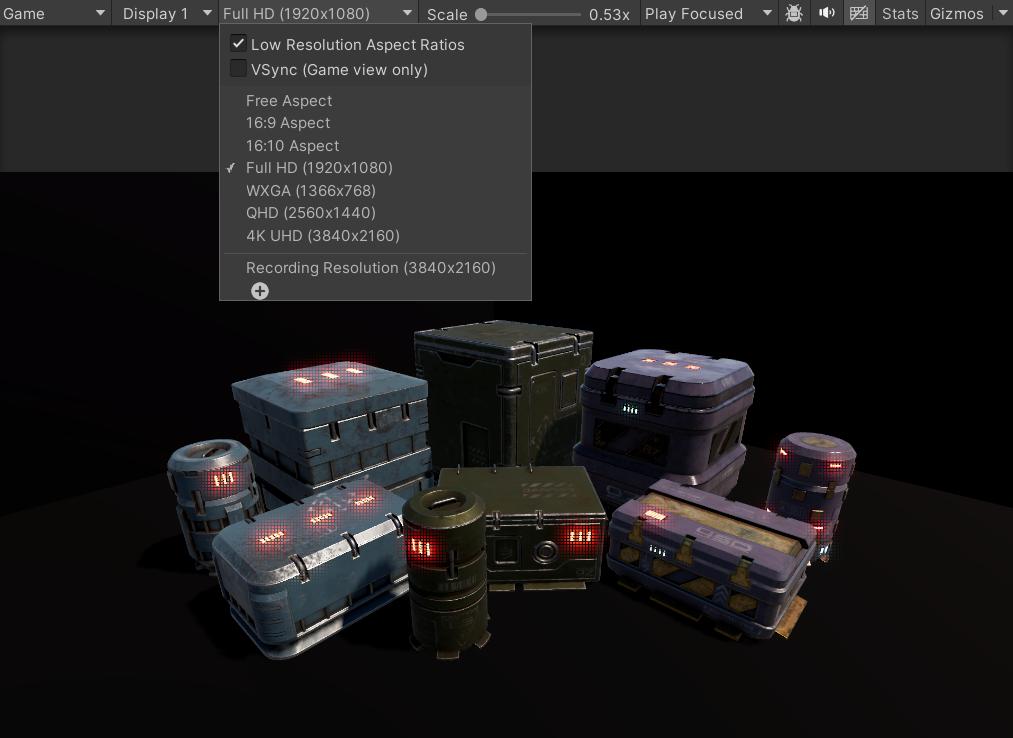 Game Display 1 Full HD (1920x1080) Scale 0.53x Play Focused Stats Gizmos
Low Resolution Aspect Ratios
VSync (Game view only)
Free Aspect
16:9 Aspect
16:10 Aspect
Full HD (1920x1080)
WXGA (1366x768)
QHD (2560x1440)
4K UHD (3840x2160)
Recording Resolution (3840x2160)